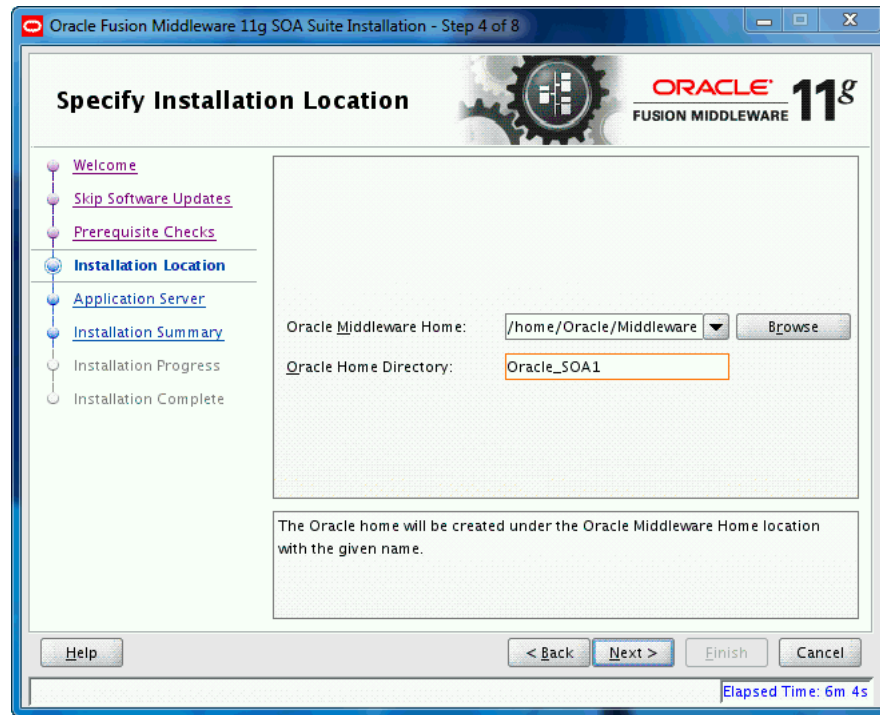 Oracle Fusion Middleware 11g SOA Suite Installation - Step 4 of 8
Specify Installation Location
ORACLE
FUSION MIDDLEWARE
11g
Welcome
Skip Software Updates
Prerequisite Checks
Installation Location
Application Server
Installation Summary
Installation Progress
Installation Complete
Oracle Middleware Home: /home/Oracle/Middleware Browse
Oracle Home Directory: Oracle_SOA1
The Oracle home will be created under the Oracle Middleware Home location
with the given name.
Help < Back Next > Finish Cancel
Elapsed Time: 6m 4s